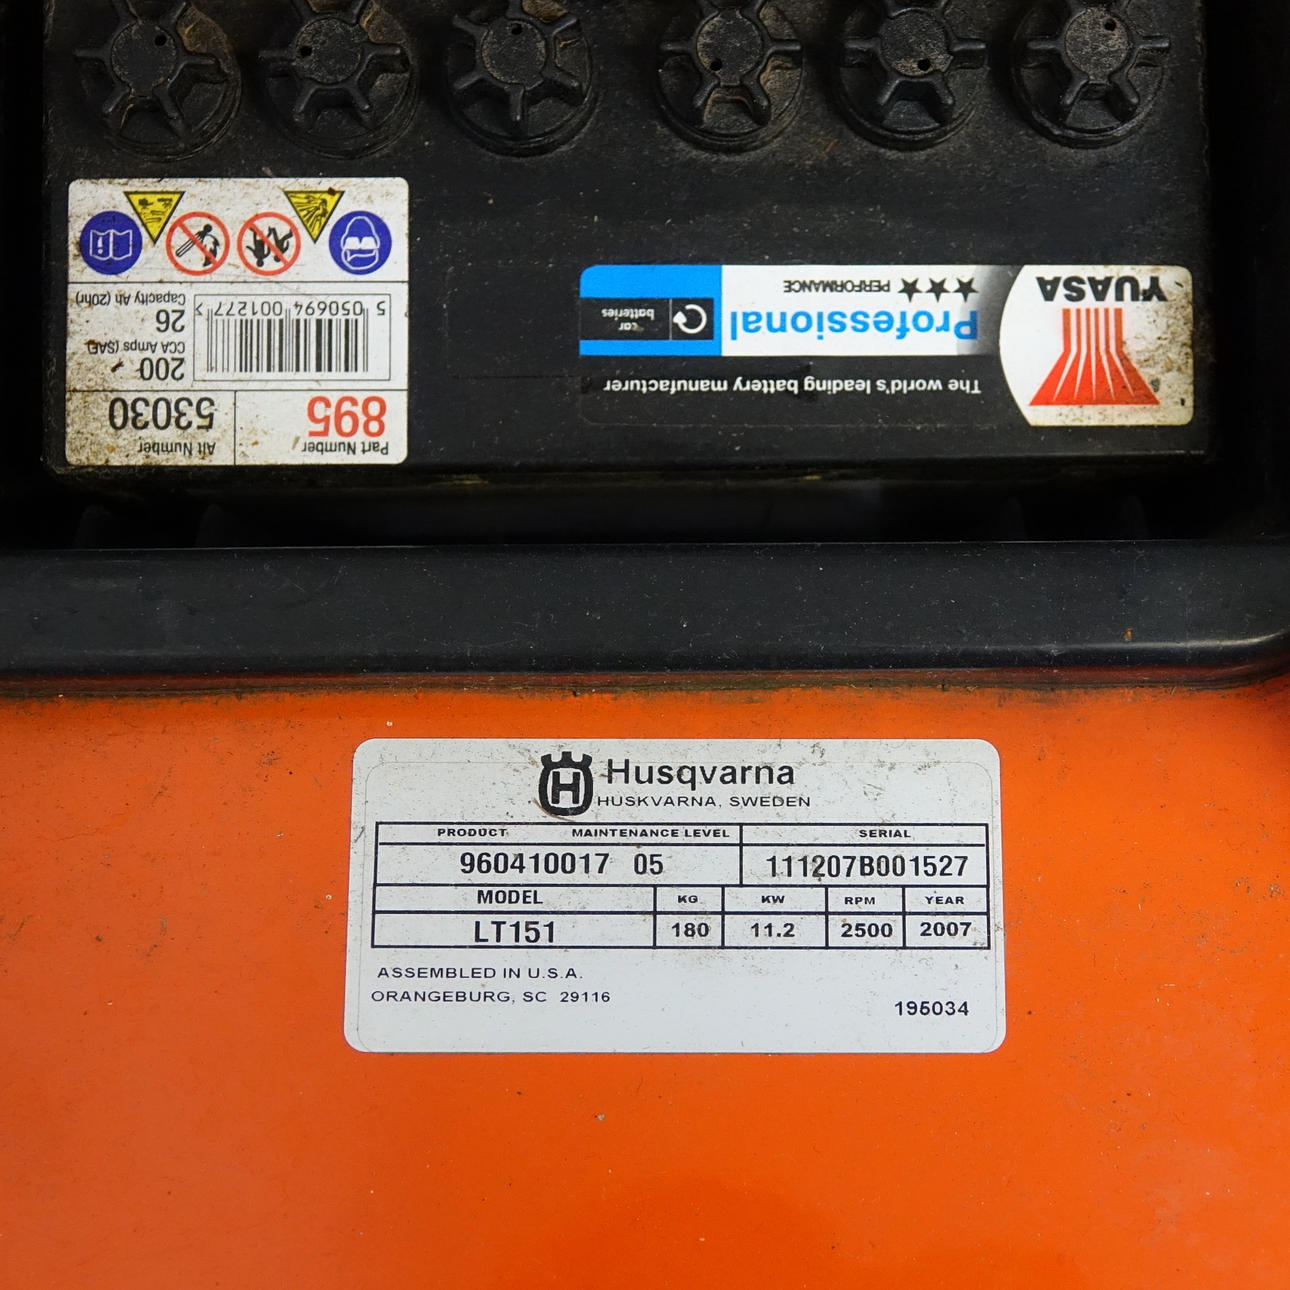 Part Number
895
Alt Number
53030
5 050694 001277 >
200
CCA Amps (SAE)
26
Capacity Ah (20hr)
YUASA
The world's leading battery manufacturer
Professional
PERFORMANCE
car
batteries
H Husqvarna
HUSKVARNA, SWEDEN
PRODUCT MAINTENANCE LEVEL SERIAL
960410017 05 111207B001527
MODEL KG KW RPM YEAR
LT151 180 11.2 2500 2007
ASSEMBLED IN U.S.A.
ORANGEBURG, SC 29116
195034